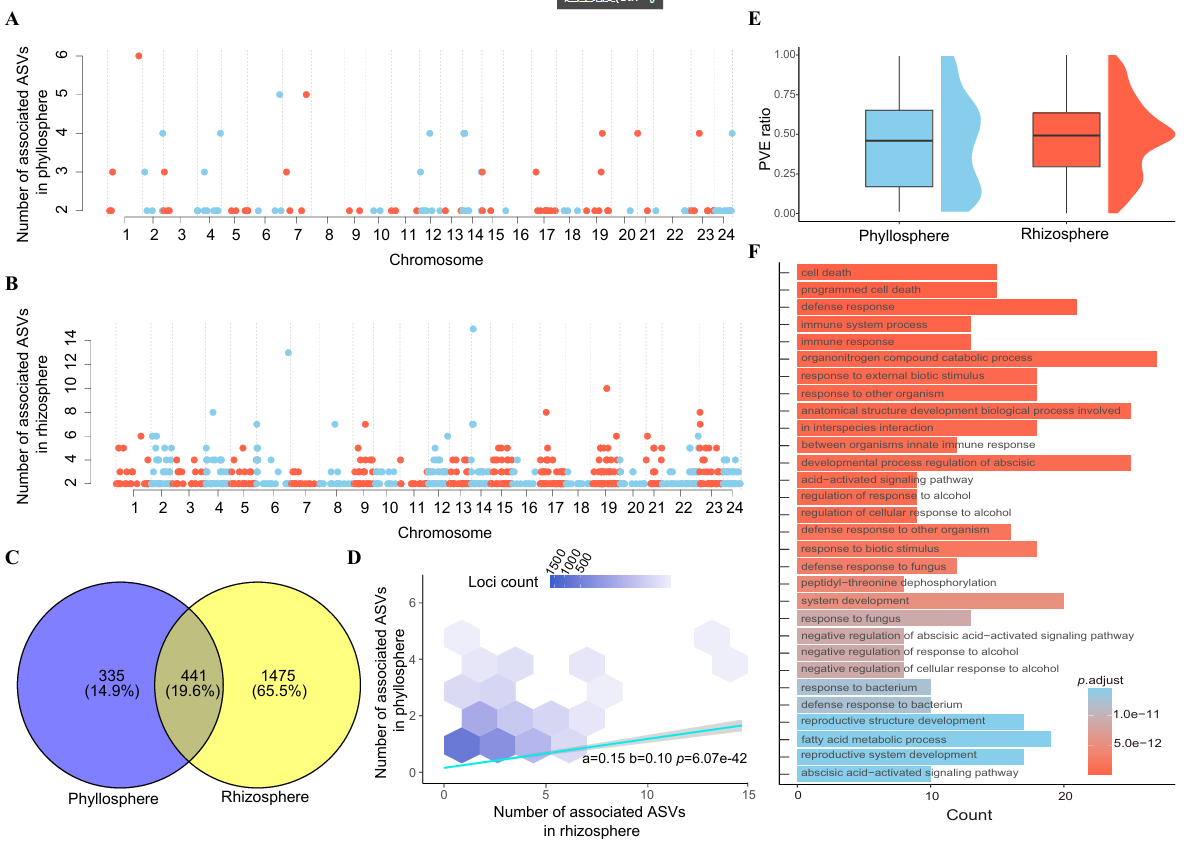 A
Number of associated ASVs
in phyllosphere
6
5
4
3
2
1 2 3 4 5 6 7 8 9 10 11 12 13 14 15 16 17 18 19 20 21 22 23 24
Chromosome
B
Number of associated ASVs
in rhizosphere
14
12
10
8
6
4
2
1 2 3 4 5 6 7 8 9 10 11 12 13 14 15 16 17 18 19 20 21 22 23 24
Chromosome
C
335
(14.9%)
441
(19.6%)
1475
(65.5%)
Phyllosphere
Rhizosphere
D
Loci count
1500
1000
500
Number of associated ASVs
in phyllosphere
6
4
2
0
a=0.15 b=0.10 p=6.07e-42
0 5 10 15
Number of associated ASVs
in rhizosphere
E
PVE ratio
1.00
0.75
0.50
0.25
0.00
Phyllosphere
Rhizosphere
F
cell death
programmed cell death
defense response
immune system process
immune response
organonitrogen compound catabolic process
response to external biotic stimulus
response to other organism
anatomical structure development biological process involved
in interspecies interaction
between organisms innate immune response
developmental process regulation of abscisic
acid−activated signaling pathway
regulation of response to alcohol
regulation of cellular response to alcohol
defense response to other organism
response to biotic stimulus
defense response to fungus
peptidyl−threonine dephosphorylation
system development
response to fungus
negative regulation of abscisic acid−activated signaling pathway
negative regulation of response to alcohol
negative regulation of cellular response to alcohol
response to bacterium
defense response to bacterium
reproductive structure development
fatty acid metabolic process
reproductive system development
abscisic acid−activated signaling pathway
p.adjust
1.0e−11
5.0e−12
0 10 20
Count